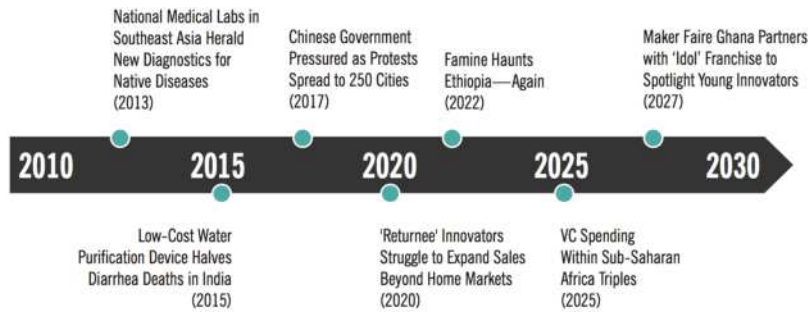 National Medical Labs in
Southeast Asia Herald
New Diagnostics for
Native Diseases
(2013)
Chinese Government
Pressured as Protests
Spread to 250 Cities
(2017)
Famine Haunts
Ethiopia—Again
(2022)
Maker Faire Ghana Partners
with ‘Idol’ Franchise to
Spotlight Young Innovators
(2027)
2010 2015 2020 2025 2030
Low-Cost Water
Purification Device Halves
Diarrhea Deaths in India
(2015)
'Returnee' Innovators
Struggle to Expand Sales
Beyond Home Markets
(2020)
VC Spending
Within Sub-Saharan
Africa Triples
(2025)